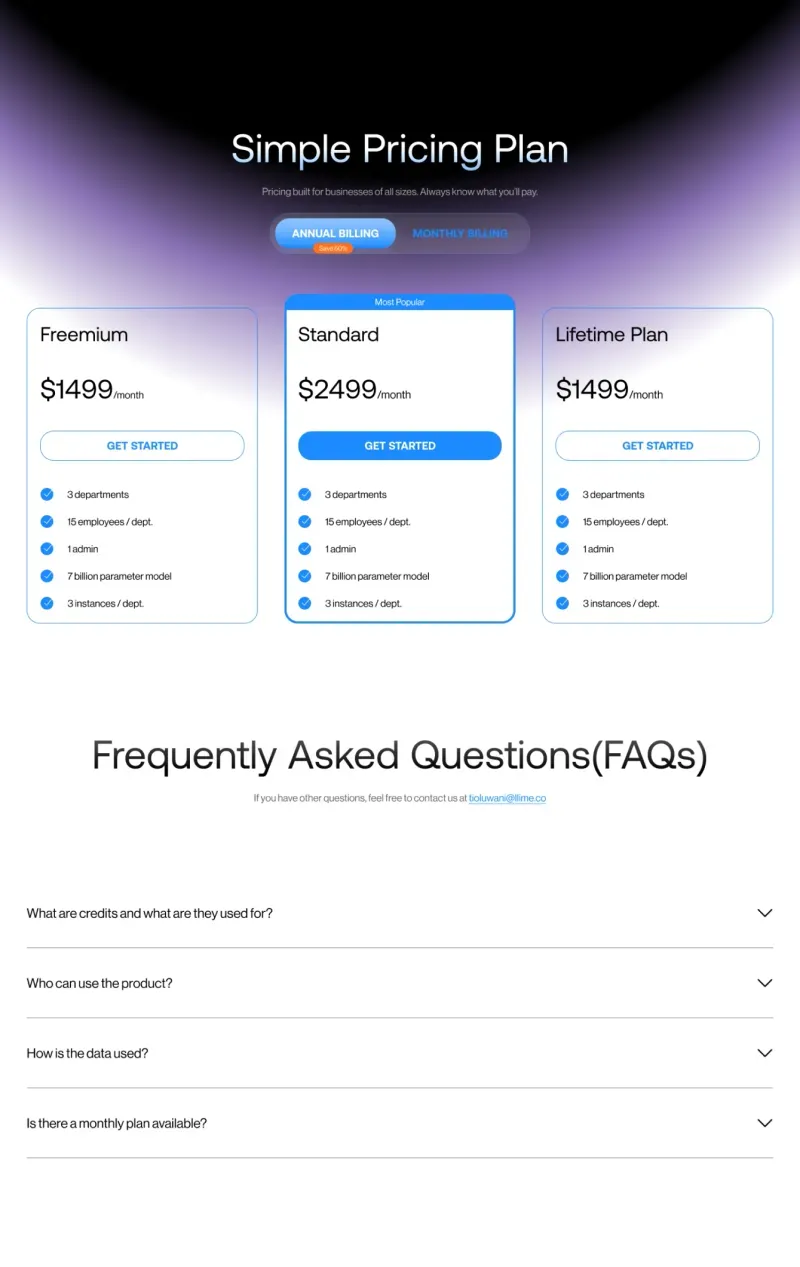 Simple Pricing Plan
Pricing built for businesses of all sizes. Always know what you'll pay.
ANNUAL BILLING
MONTHLY BILLING
Save 50%
Most Popular
Freemium
$1499/month
GET STARTED
3 departments
15 employees / dept.
1 admin
7 billion parameter model
3 instances / dept.
Standard
$2499/month
GET STARTED
3 departments
15 employees / dept.
1 admin
7 billion parameter model
3 instances / dept.
Lifetime Plan
$1499/month
GET STARTED
3 departments
15 employees / dept.
1 admin
7 billion parameter model
3 instances / dept.
Frequently Asked Questions(FAQs)
If you have other questions, feel free to contact us at tioluwani@llime.co
What are credits and what are they used for?
Who can use the product?
How is the data used?
Is there a monthly plan available?